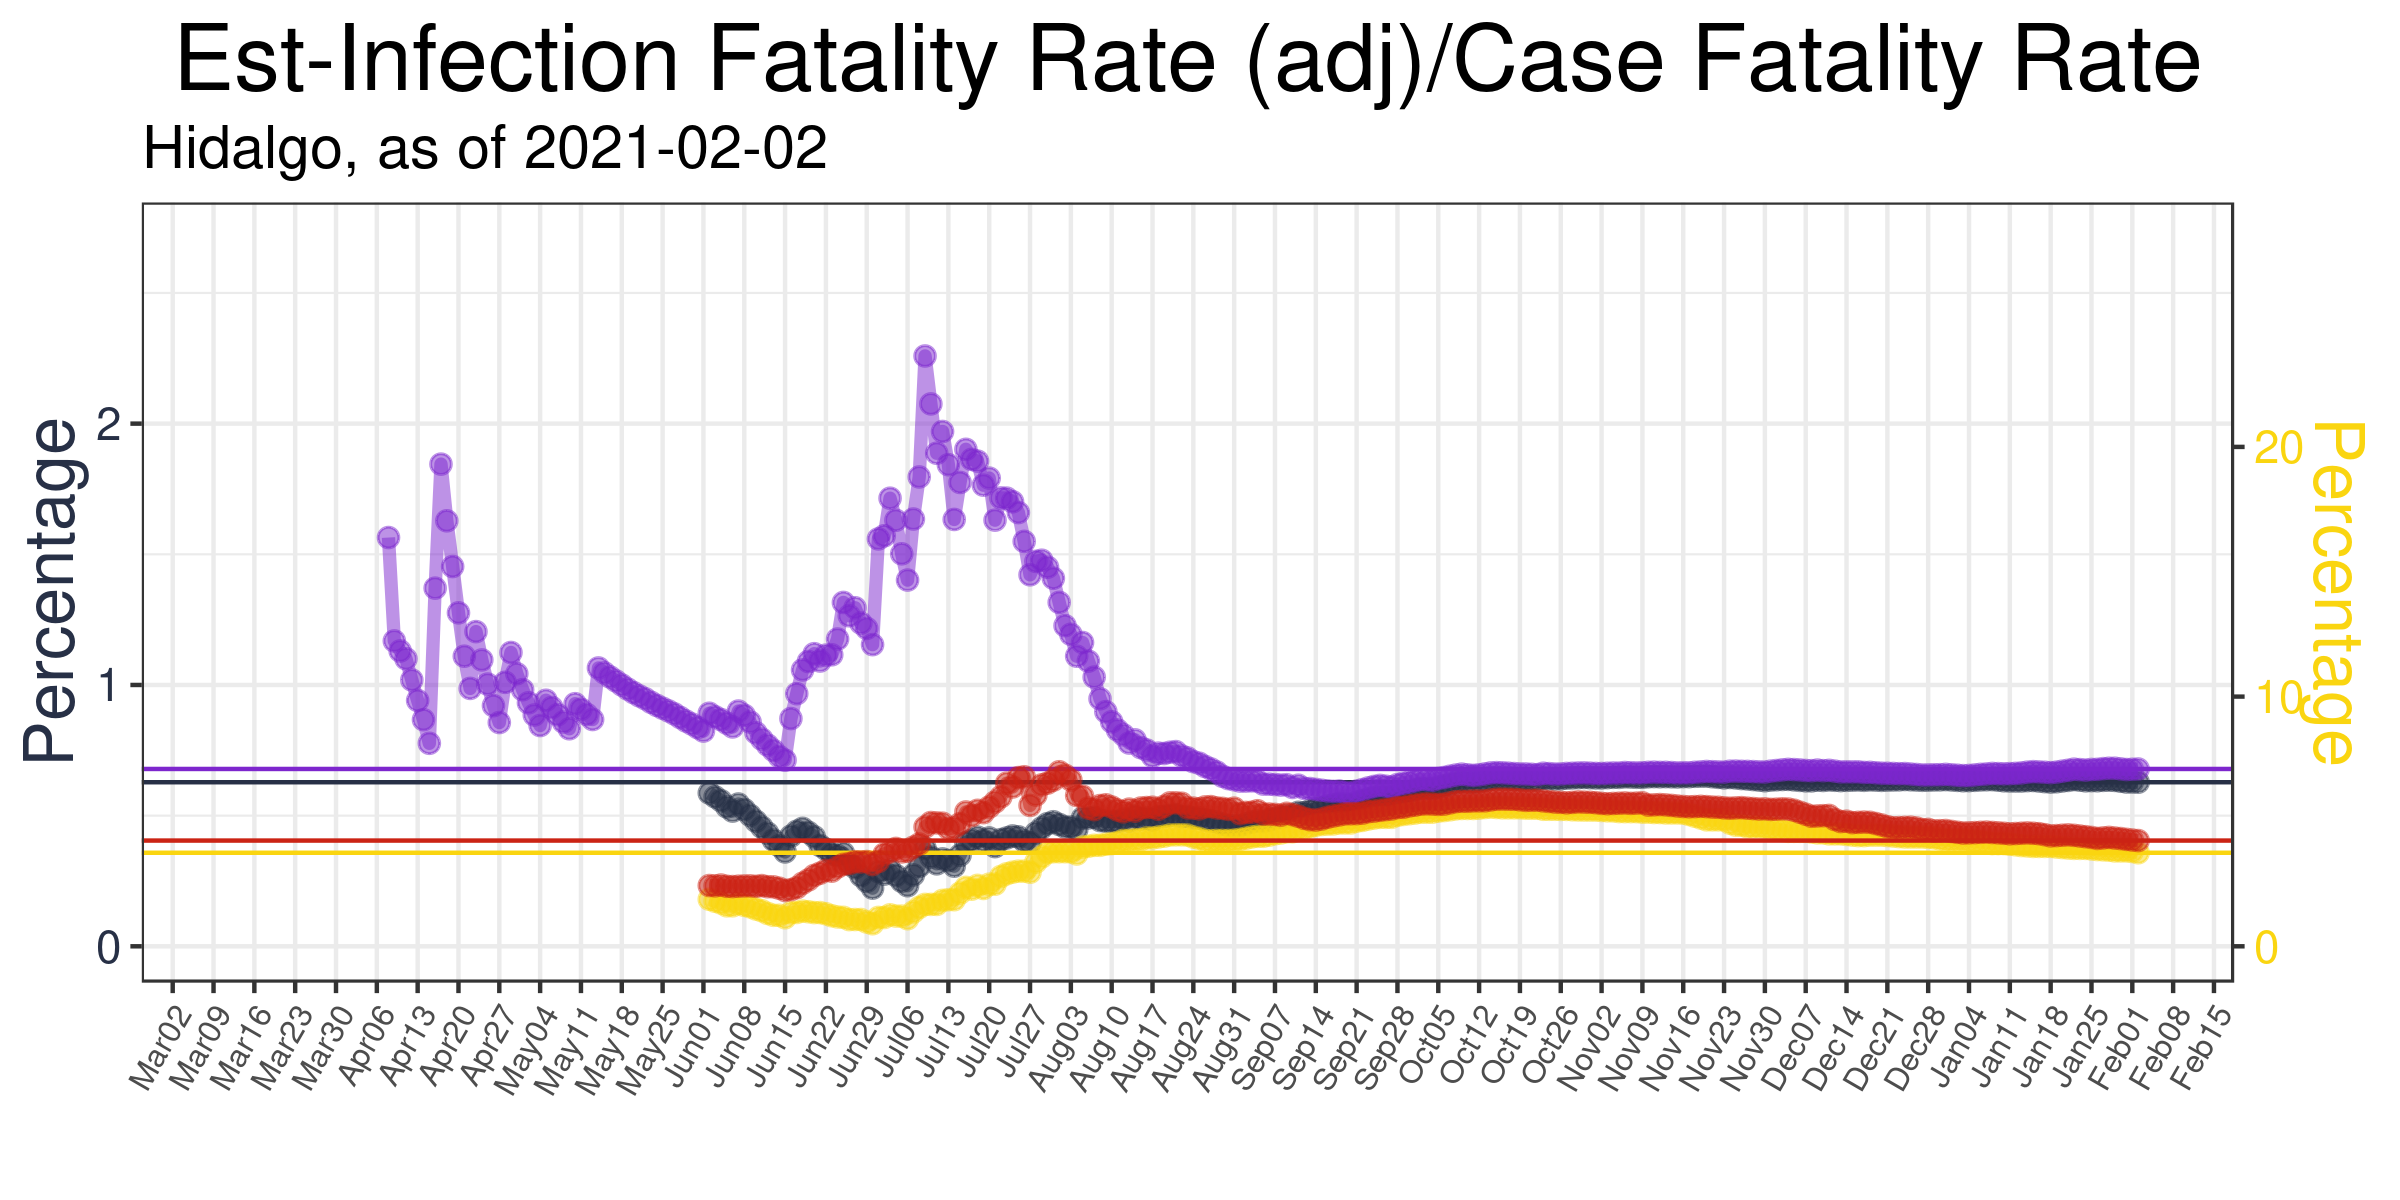 Est-Infection Fatality Rate (adj)/Case Fatality Rate
Hidalgo, as of 2021-02-02
Percentage
2
1
0
20
10
0
Percentage
Mar02
Mar09
Mar16
Mar23
Mar30
Apr06
Apr13
Apr20
Apr27
May04
May11
May18
May25
Jun01
Jun08
Jun15
Jun22
Jun29
Jul06
Jul13
Jul20
Jul27
Aug03
Aug10
Aug17
Aug24
Aug31
Sep07
Sep14
Sep21
Sep28
Oct05
Oct12
Oct19
Oct26
Nov02
Nov09
Nov16
Nov23
Nov30
Dec07
Dec14
Dec21
Dec28
Dec04
Jan11
Jan18
Jan25
Feb01
Feb08
Feb15